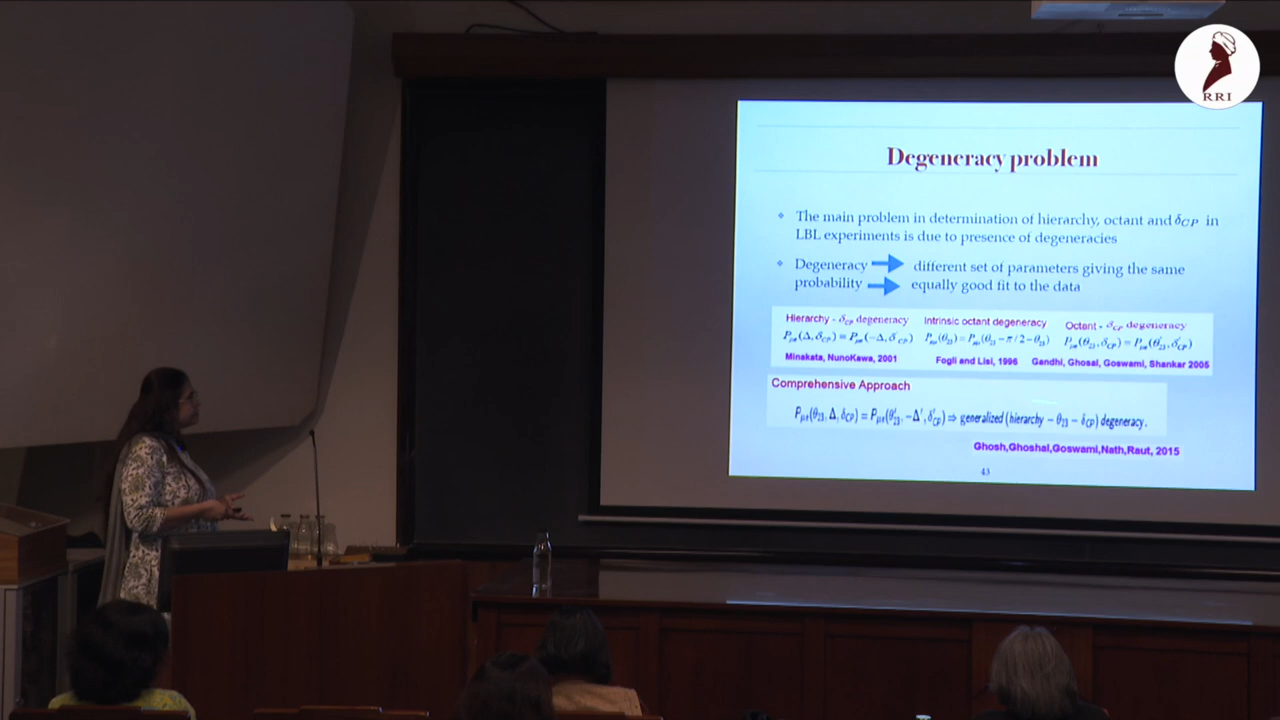 RRI
Degeneracy problem
❖ The main problem in determination of hierarchy, octant and δCP in
LBL experiments is due to presence of degeneracies
❖ Degeneracy → different set of parameters giving the same
probability → equally good fit to the data
Hierarchy - δCP degeneracy Intrinsic octant degeneracy Octant - δCP degeneracy
Pμe(Δ, δCP) = Pμe(-Δ, δ'CP) (θ23) = (θ23 - π/2 - θ23) Pμe(θ23, δCP) = Pμe(θ'23, δ'CP)
Minakata, NunoKawa, 2001 Fogli and Lisi, 1996 Gandhi, Ghosal, Goswami, Shankar 2005
Comprehensive Approach
Pμe(θ23, Δ, δCP) = Pμe(θ'23, -Δ', δ'CP) ⇒ generalized (hierarchy - θ23 - δCP) degeneracy.
Ghosh,Ghoshal,Goswami,Nath,Raut, 2015
43